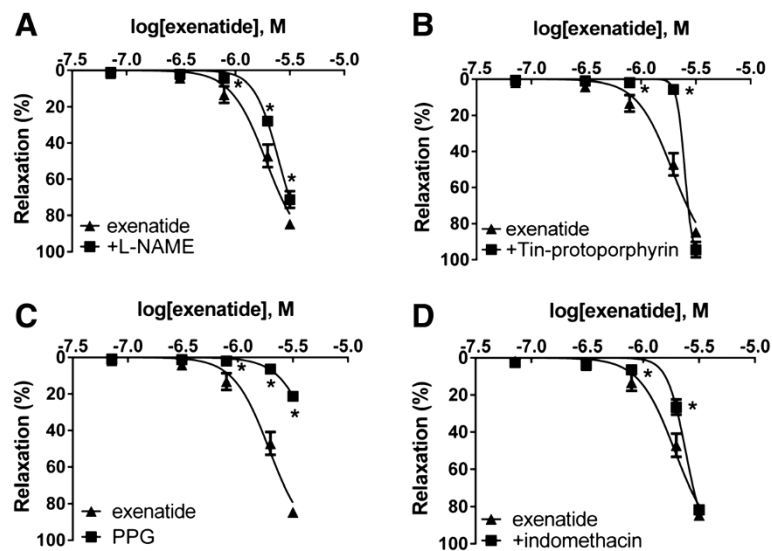 A
log[exenatide], M
-7.5 -7.0 -6.5 -6.0 -5.5 -5.0
0
20
40
60
80
100
Relaxation (%)
*
*
*
exenatide
+L-NAME
B
log[exenatide], M
-7.5 -7.0 -6.5 -6.0 -5.5 -5.0
0
20
40
60
80
100
Relaxation (%)
*
*
exenatide
+Tin-protoporphyrin
C
log[exenatide], M
-7.5 -7.0 -6.5 -6.0 -5.5 -5.0
0
20
40
60
80
100
Relaxation (%)
*
*
*
exenatide
PPG
D
log[exenatide], M
-7.5 -7.0 -6.5 -6.0 -5.5 -5.0
0
20
40
60
80
100
Relaxation (%)
*
*
exenatide
+indomethacin